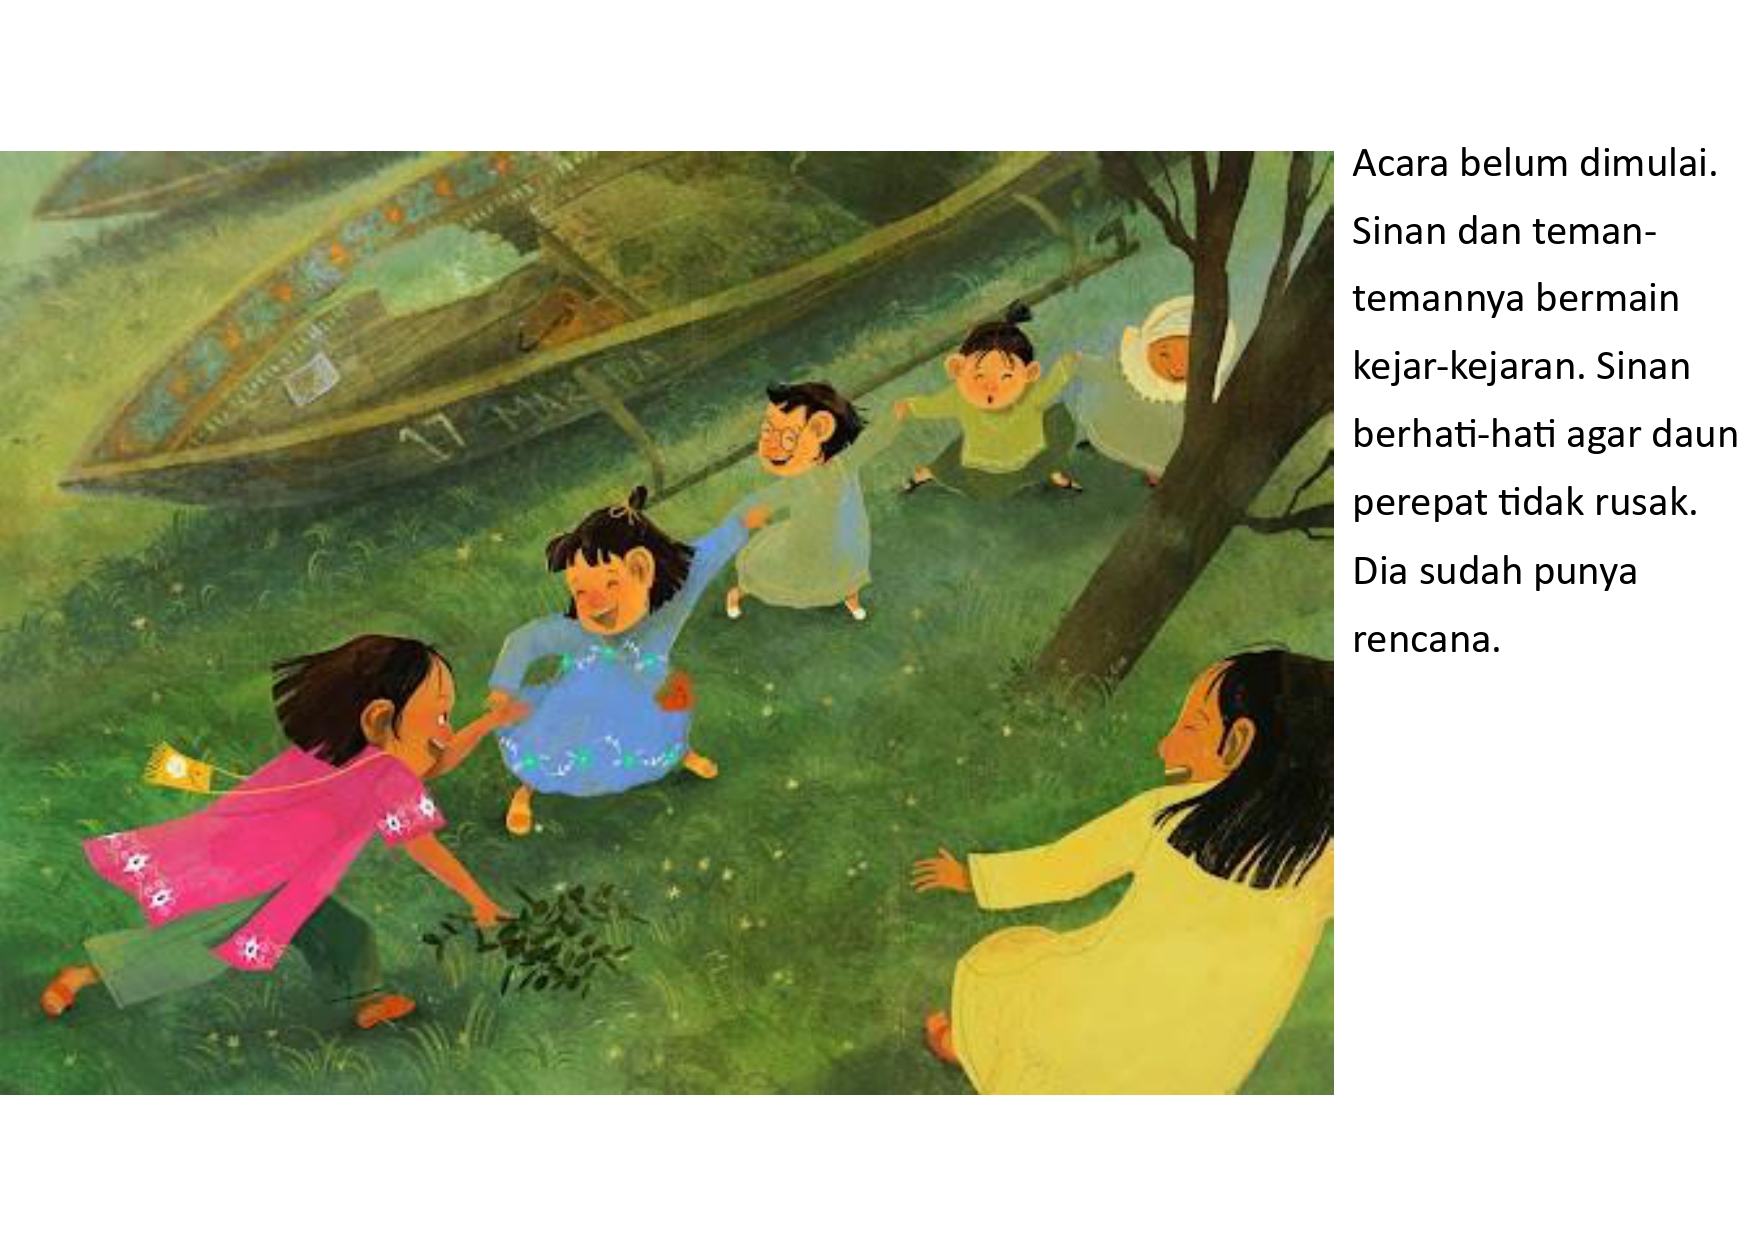 Acara belum dimulai.
Sinan dan teman-
temannya bermain
kejar-kejaran. Sinan
berhati-hati agar daun
perepat tidak rusak.
Dia sudah punya
rencana.
17